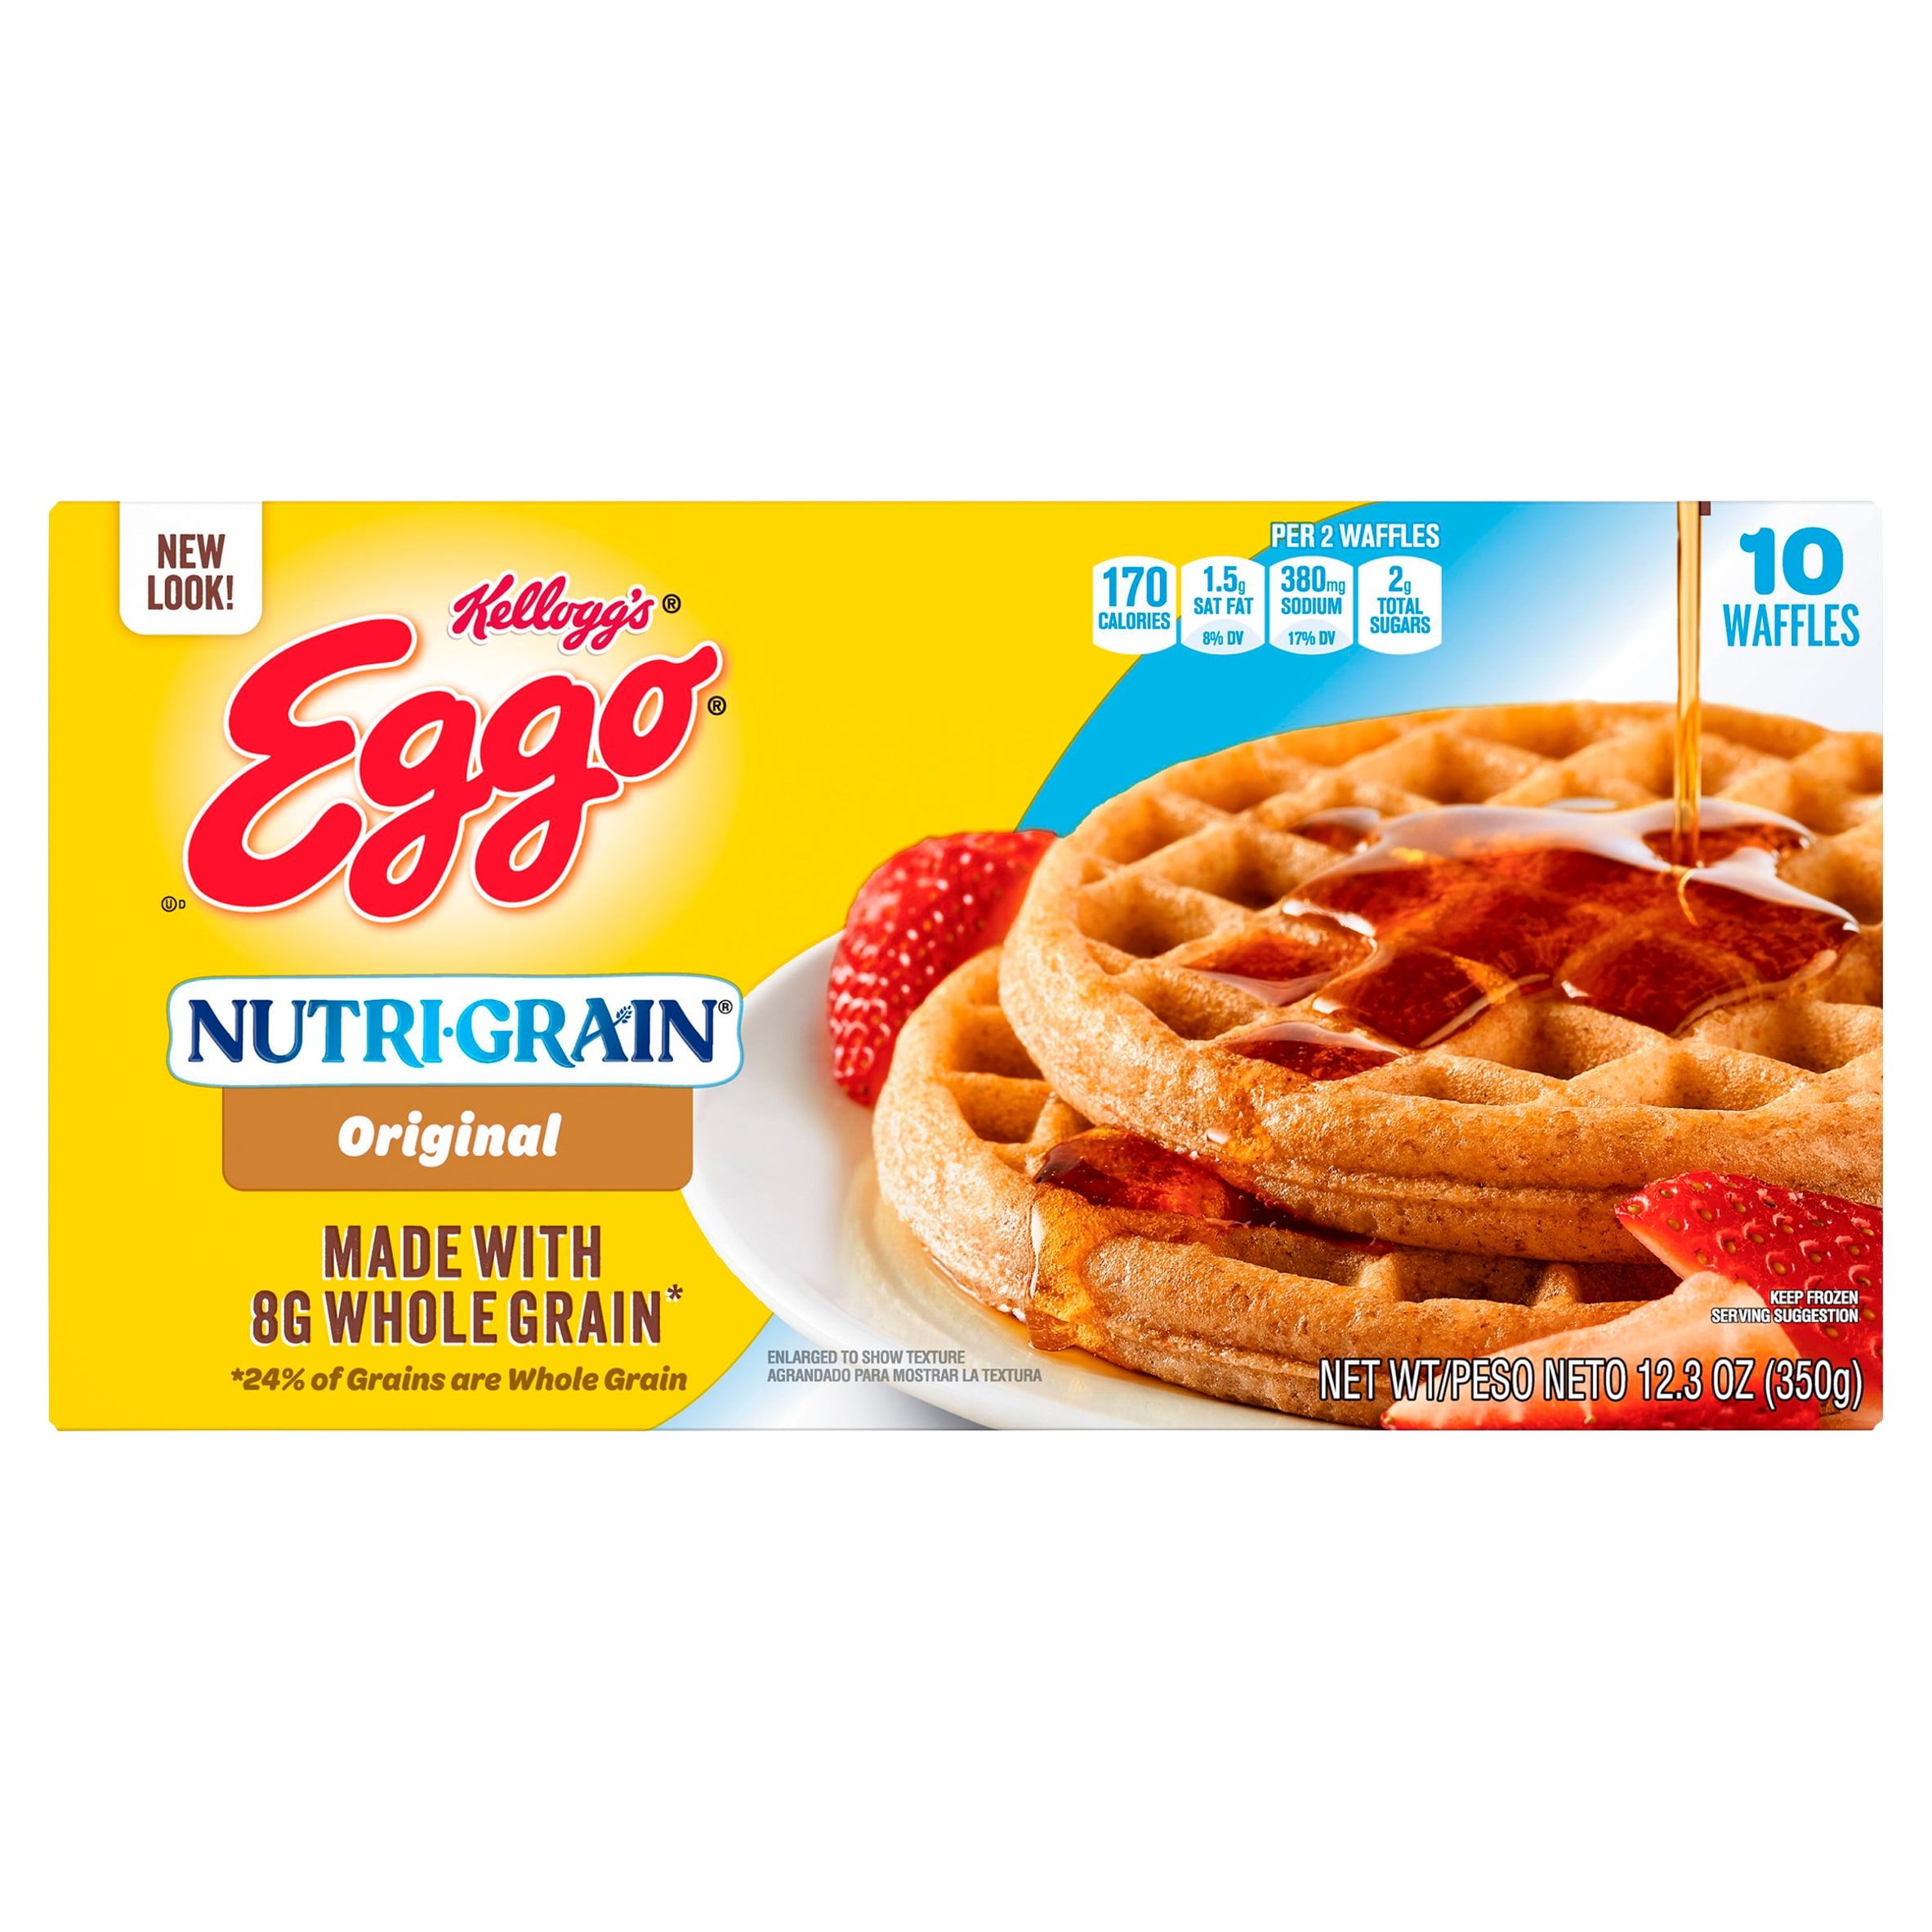 NEW
LOOK!
Kellogg's®
Eggo®
UD
NUTRI·GRAIN®
Original
MADE WITH
8G WHOLE GRAIN*
*24% of Grains are Whole Grain
PER 2 WAFFLES
170
CALORIES
1.5g
SAT FAT
8% DV
380mg
SODIUM
17% DV
2g
TOTAL
SUGARS
10
WAFFLES
ENLARGED TO SHOW TEXTURE
AGRANDADO PARA MOSTRAR LA TEXTURA
KEEP FROZEN
SERVING SUGGESTION
NET WT/PESO NETO 12.3 OZ (350g)